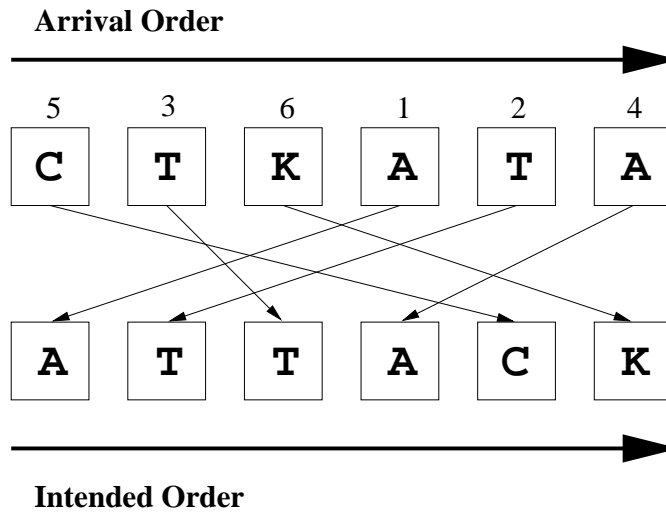 Arrival Order
5 3 6 1 2 4
C T K A T A
A T T A C K
Intended Order